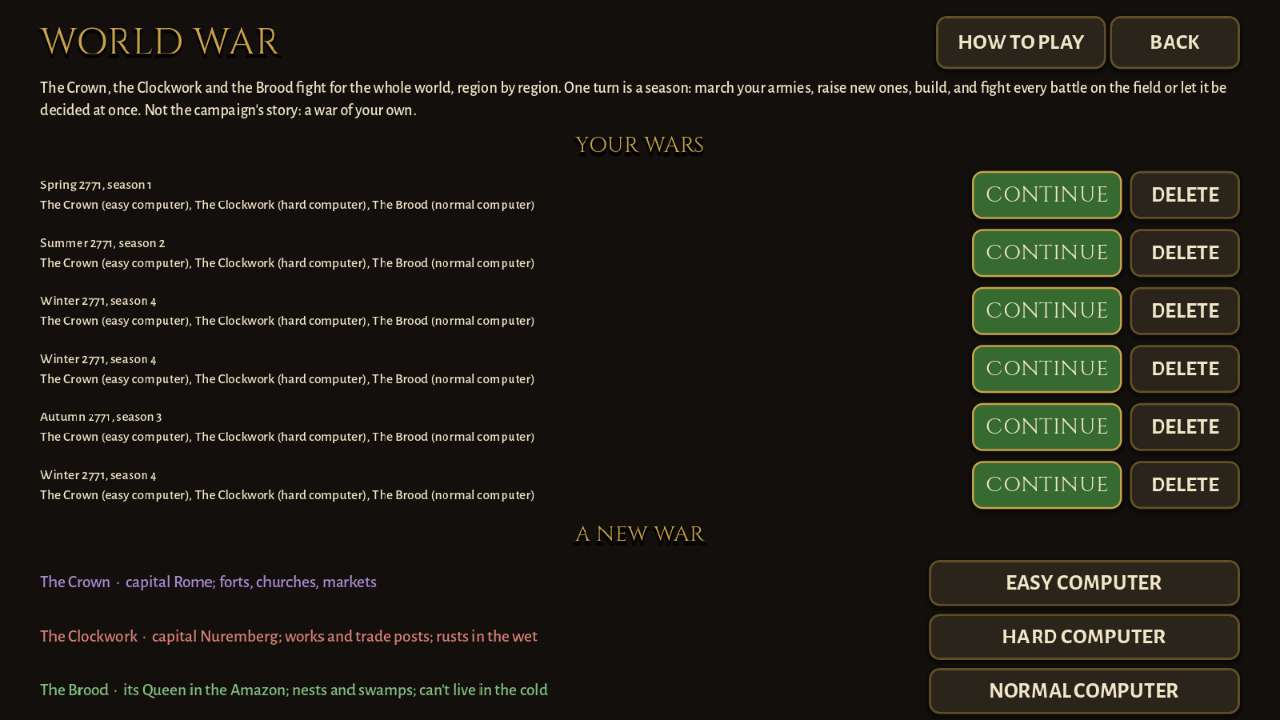 WORLD WAR
HOW TO PLAY
BACK
The Crown, the Clockwork and the Brood fight for the whole world, region by region. One turn is a season: march your armies, raise new ones, build, and fight every battle on the field or let it be
decided at once. Not the campaign's story: a war of your own.
YOUR WARS
Spring 2771, season 1
The Crown (easy computer), The Clockwork (hard computer), The Brood (normal computer)
CONTINUE
DELETE
Summer 2771, season 2
The Crown (easy computer), The Clockwork (hard computer), The Brood (normal computer)
CONTINUE
DELETE
Winter 2771, season 4
The Crown (easy computer), The Clockwork (hard computer), The Brood (normal computer)
CONTINUE
DELETE
Winter 2771, season 4
The Crown (easy computer), The Clockwork (hard computer), The Brood (normal computer)
CONTINUE
DELETE
Autumn 2771, season 3
The Crown (easy computer), The Clockwork (hard computer), The Brood (normal computer)
CONTINUE
DELETE
Winter 2771, season 4
The Crown (easy computer), The Clockwork (hard computer), The Brood (normal computer)
CONTINUE
DELETE
A NEW WAR
The Crown · capital Rome; forts, churches, markets
EASY COMPUTER
The Clockwork · capital Nuremberg; works and trade posts; rusts in the wet
HARD COMPUTER
The Brood · its Queen in the Amazon; nests and swamps; can't live in the cold
NORMAL COMPUTER